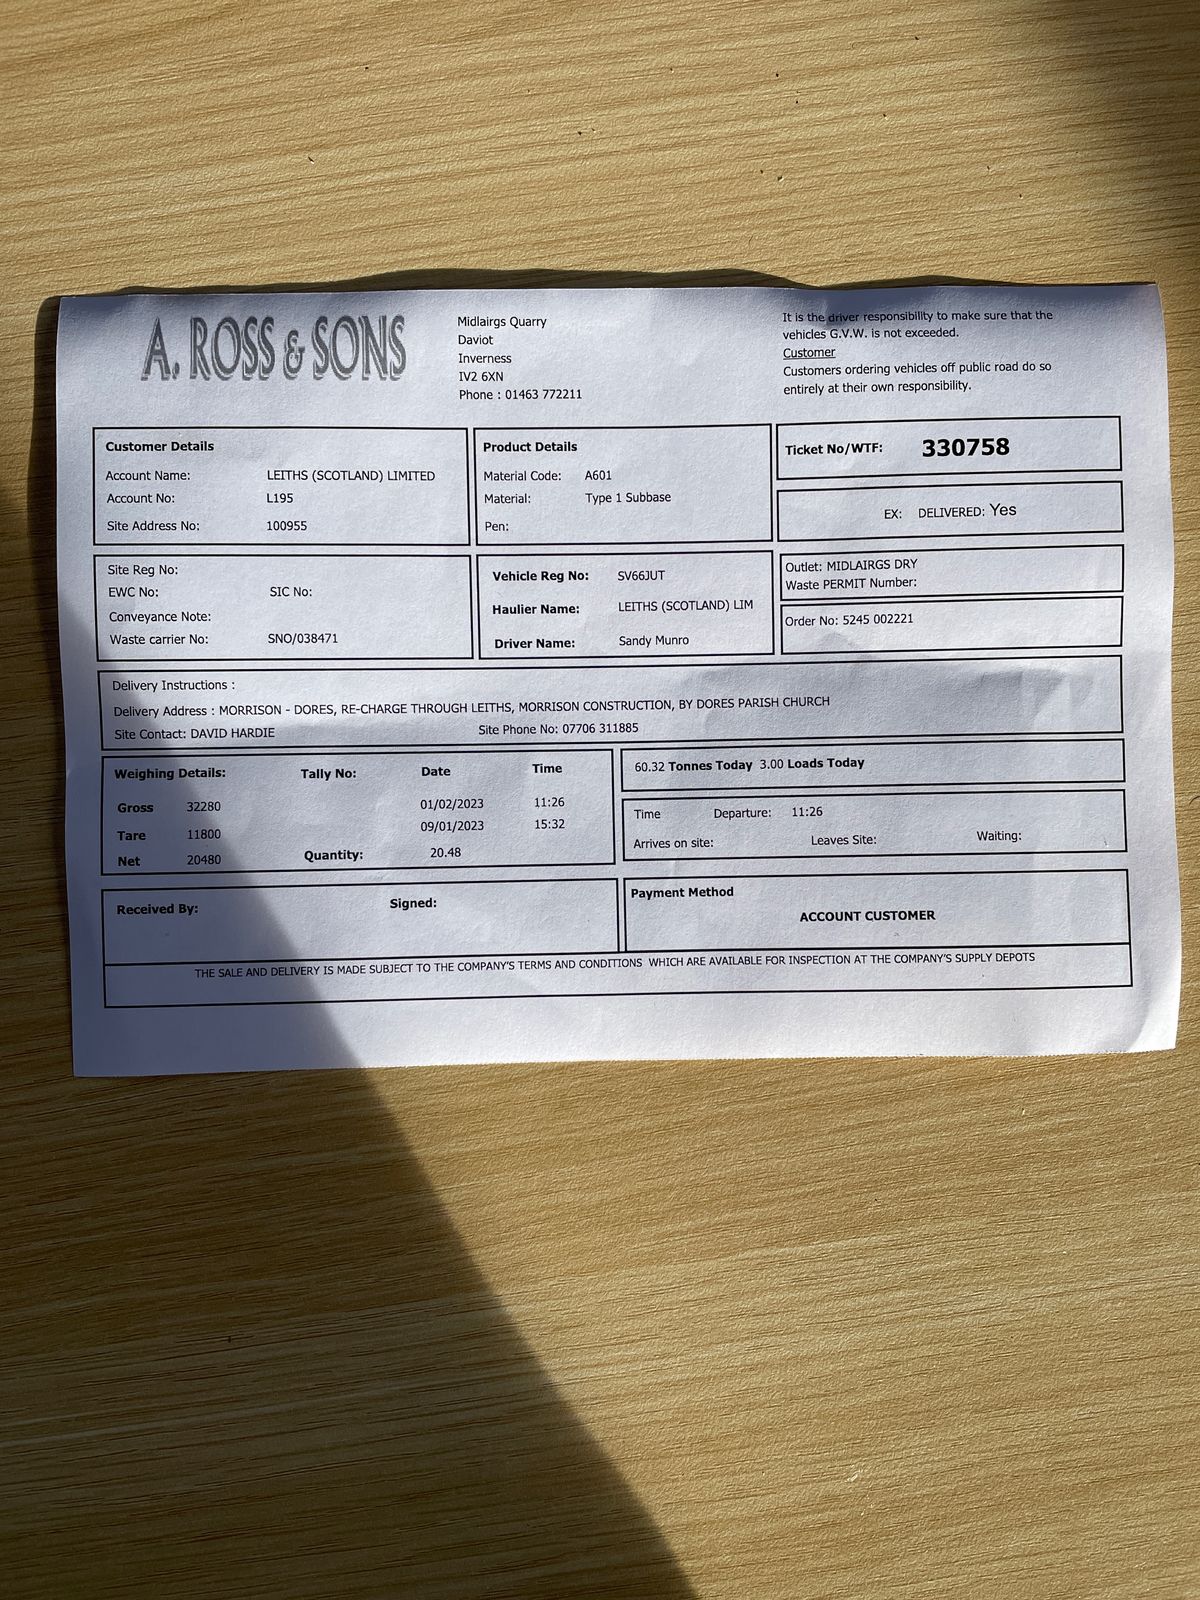 A. ROSS & SONS
Midlairgs Quarry
Daviot
Inverness
IV2 6XN
Phone : 01463 772211
It is the driver responsibility to make sure that the
vehicles G.V.W. is not exceeded.
Customer
Customers ordering vehicles off public road do so
entirely at their own responsibility.
Customer Details
Account Name: LEITHS (SCOTLAND) LIMITED
Account No: L195
Site Address No: 100955
Product Details
Material Code: A601
Material: Type 1 Subbase
Pen:
Ticket No/WTF: 330758
EX: DELIVERED: Yes
Site Reg No:
EWC No: SIC No:
Conveyance Note:
Waste carrier No: SNO/038471
Vehicle Reg No: SV66JUT
Haulier Name: LEITHS (SCOTLAND) LIM
Driver Name: Sandy Munro
Outlet: MIDLAIRGS DRY
Waste PERMIT Number:
Order No: 5245 002221
Delivery Instructions :
Delivery Address : MORRISON - DORES, RE-CHARGE THROUGH LEITHS, MORRISON CONSTRUCTION, BY DORES PARISH CHURCH
Site Contact: DAVID HARDIE Site Phone No: 07706 311885
Weighing Details: Tally No: Date Time
Gross 32280 01/02/2023 11:26
Tare 11800 09/01/2023 15:32
Net 20480 Quantity: 20.48
60.32 Tonnes Today 3.00 Loads Today
Time Departure: 11:26
Arrives on site: Leaves Site: Waiting:
Received By: Signed:
Payment Method
ACCOUNT CUSTOMER
THE SALE AND DELIVERY IS MADE SUBJECT TO THE COMPANY'S TERMS AND CONDITIONS WHICH ARE AVAILABLE FOR INSPECTION AT THE COMPANY'S SUPPLY DEPOTS